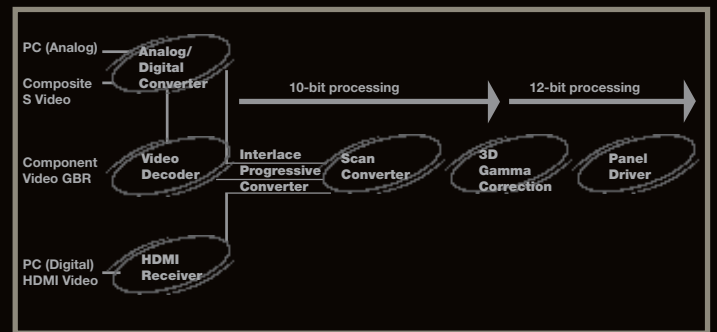 PC (Analog)
Composite
S Video
Analog/
Digital
Converter
10-bit processing
12-bit processing
Component
Video GBR
Video
Decoder
Interlace
Progressive
Converter
Scan
Converter
3D
Gamma
Correction
Panel
Driver
PC (Digital)
HDMI Video
HDMI
Receiver